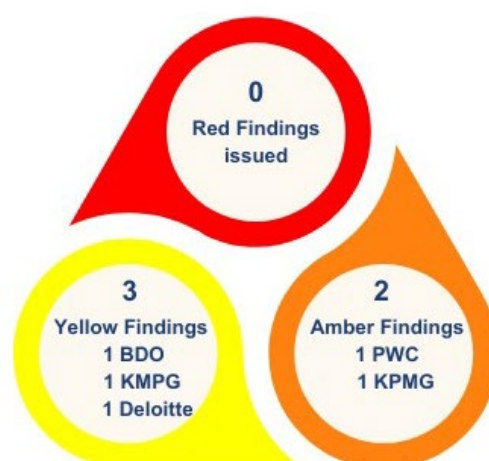 0
Red Findings
issued
3
Yellow Findings
1 BDO
1 KMPG
1 Deloitte
2
Amber Findings
1 PWC
1 KPMG